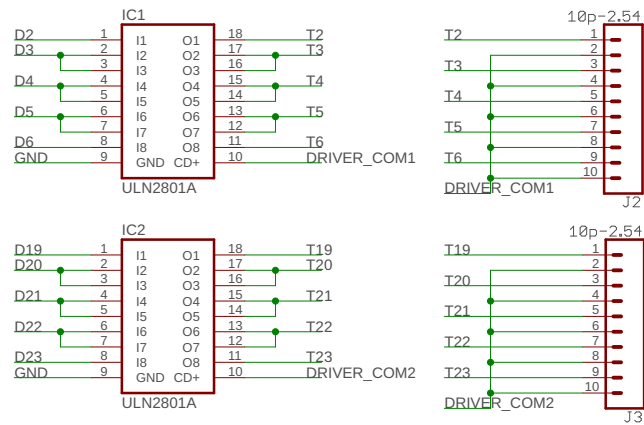 IC1
D2 1 I1 O1 18 T2
D3 2 I2 O2 17 T3
3 I3 O3 16
D4 4 I4 O4 15 T4
5 I5 O5 14
D5 6 I6 O6 13 T5
7 I7 O7 12
D6 8 I8 O8 11 T6
GND 9 GND CD+ 10 DRIVER_COM1
ULN2801A
10p-2.54
T2 1
2
T3 3
4
T4 5
6
T5 7
8
T6 9
10
DRIVER_COM1
J2
IC2
D19 1 I1 O1 18 T19
D20 2 I2 O2 17 T20
3 I3 O3 16
D21 4 I4 O4 15 T21
5 I5 O5 14
D22 6 I6 O6 13 T22
7 I7 O7 12
D23 8 I8 O8 11 T23
GND 9 GND CD+ 10 DRIVER_COM2
ULN2801A
10p-2.54
T19 1
2
T20 3
4
T21 5
6
T22 7
8
T23 9
10
DRIVER_COM2
J3